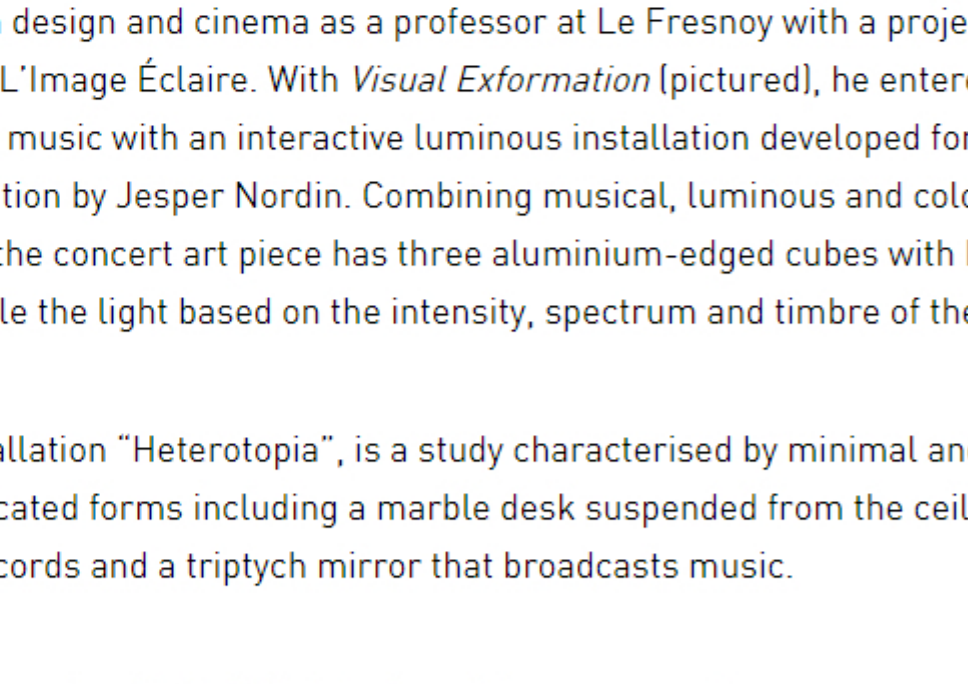 design and cinema as a professor at Le Fresnoy with a proje
L'Image Éclaire. With Visual Exformation (pictured), he enter
music with an interactive luminous installation developed for
tion by Jesper Nordin. Combining musical, luminous and colo
the concert art piece has three aluminium-edged cubes with
le the light based on the intensity, spectrum and timbre of the
allation “Heterotopia”, is a study characterised by minimal an
cated forms including a marble desk suspended from the ceil
cords and a triptych mirror that broadcasts music.